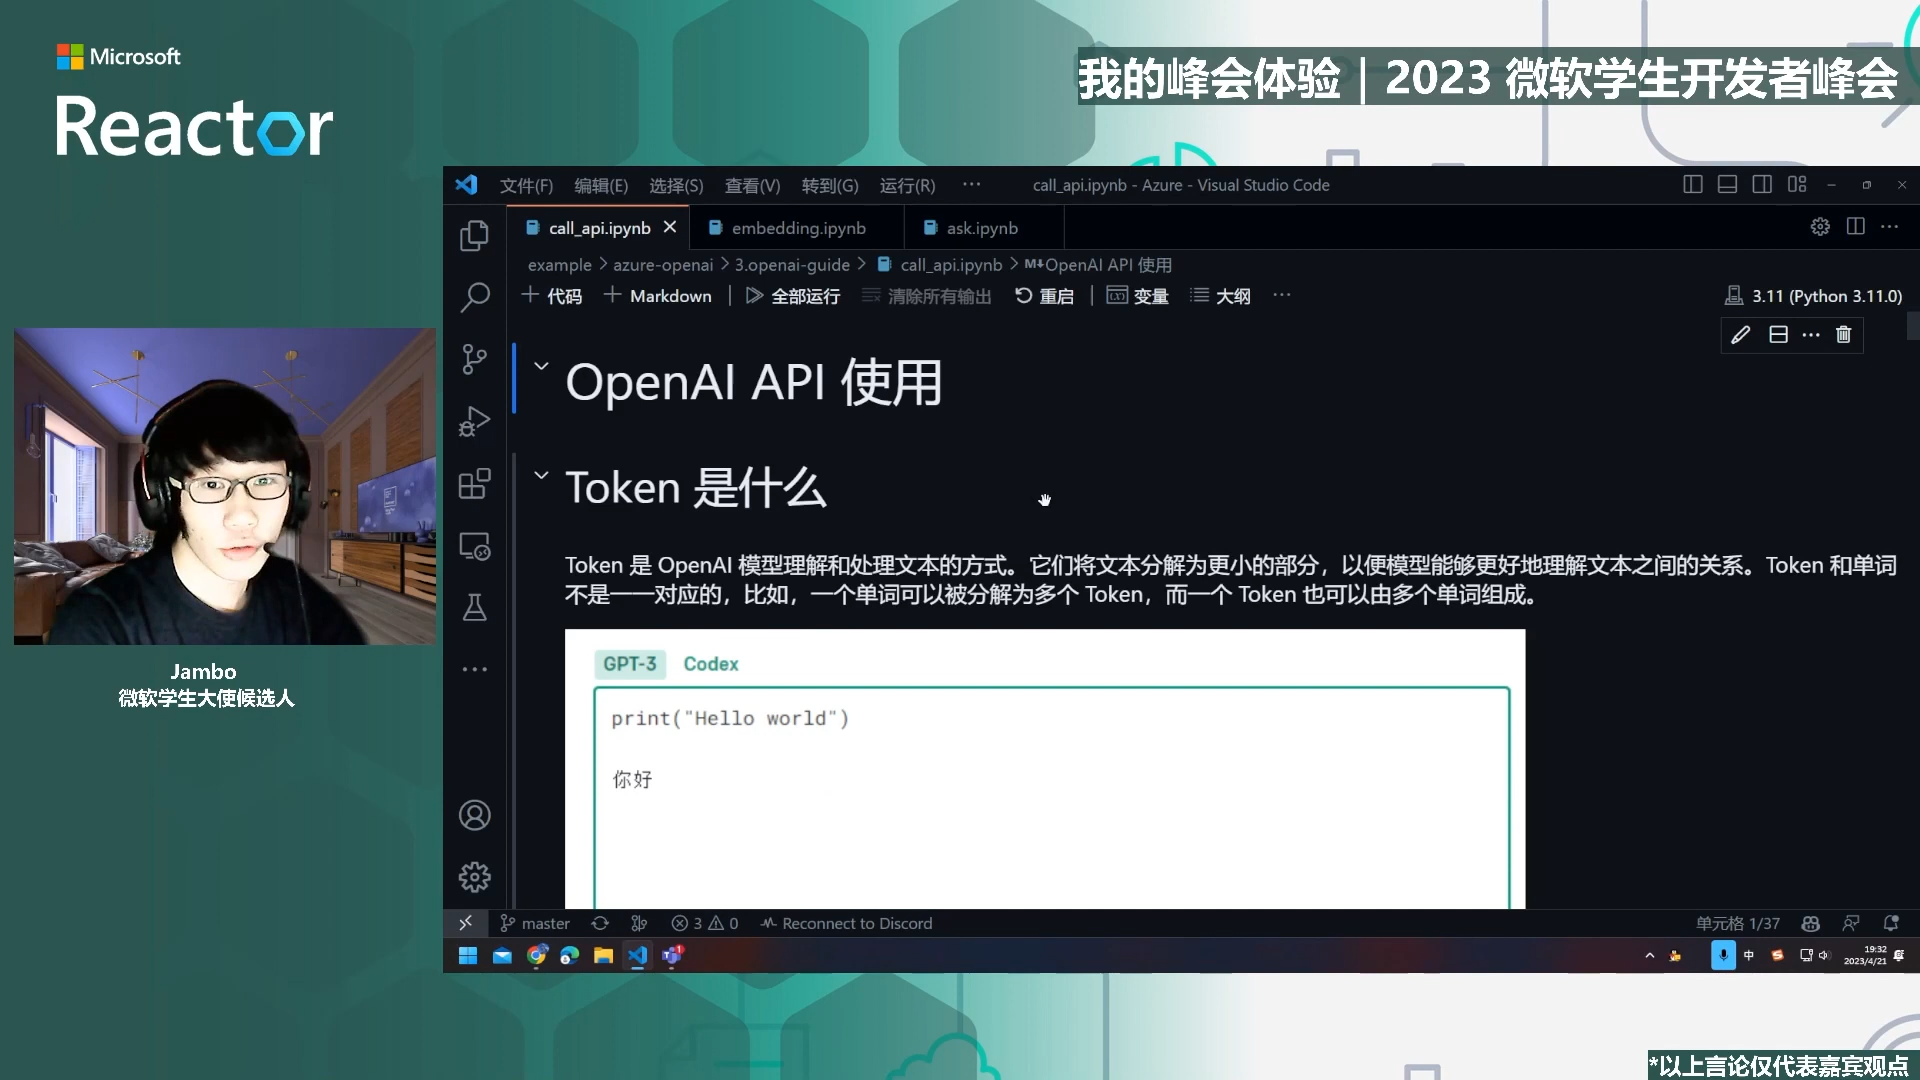 Microsoft
Reactor
我的峰会体验｜2023 微软学生开发者峰会
文件(F) 编辑(E) 选择(S) 查看(V) 转到(G) 运行(R) ··· call_api.ipynb - Azure - Visual Studio Code
call_api.ipynb embedding.ipynb ask.ipynb
example > azure-openai > 3.openai-guide > call_api.ipynb > M↓OpenAI API 使用
+ 代码 + Markdown | 全部运行 清除所有输出 重启 | 变量 大纲 ··· 3.11 (Python 3.11.0)
OpenAI API 使用
Token 是什么
Token 是 OpenAI 模型理解和处理文本的方式。它们将文本分解为更小的部分，以便模型能够更好地理解文本之间的关系。Token 和单词
不是一一对应的，比如，一个单词可以被分解为多个 Token，而一个 Token 也可以由多个单词组成。
GPT-3 Codex
print("Hello world")
你好
Jambo
微软学生大使候选人
master 3 0 Reconnect to Discord 单元格 1/37
1 中 19:32
2023/4/21
*以上言论仅代表嘉宾观点